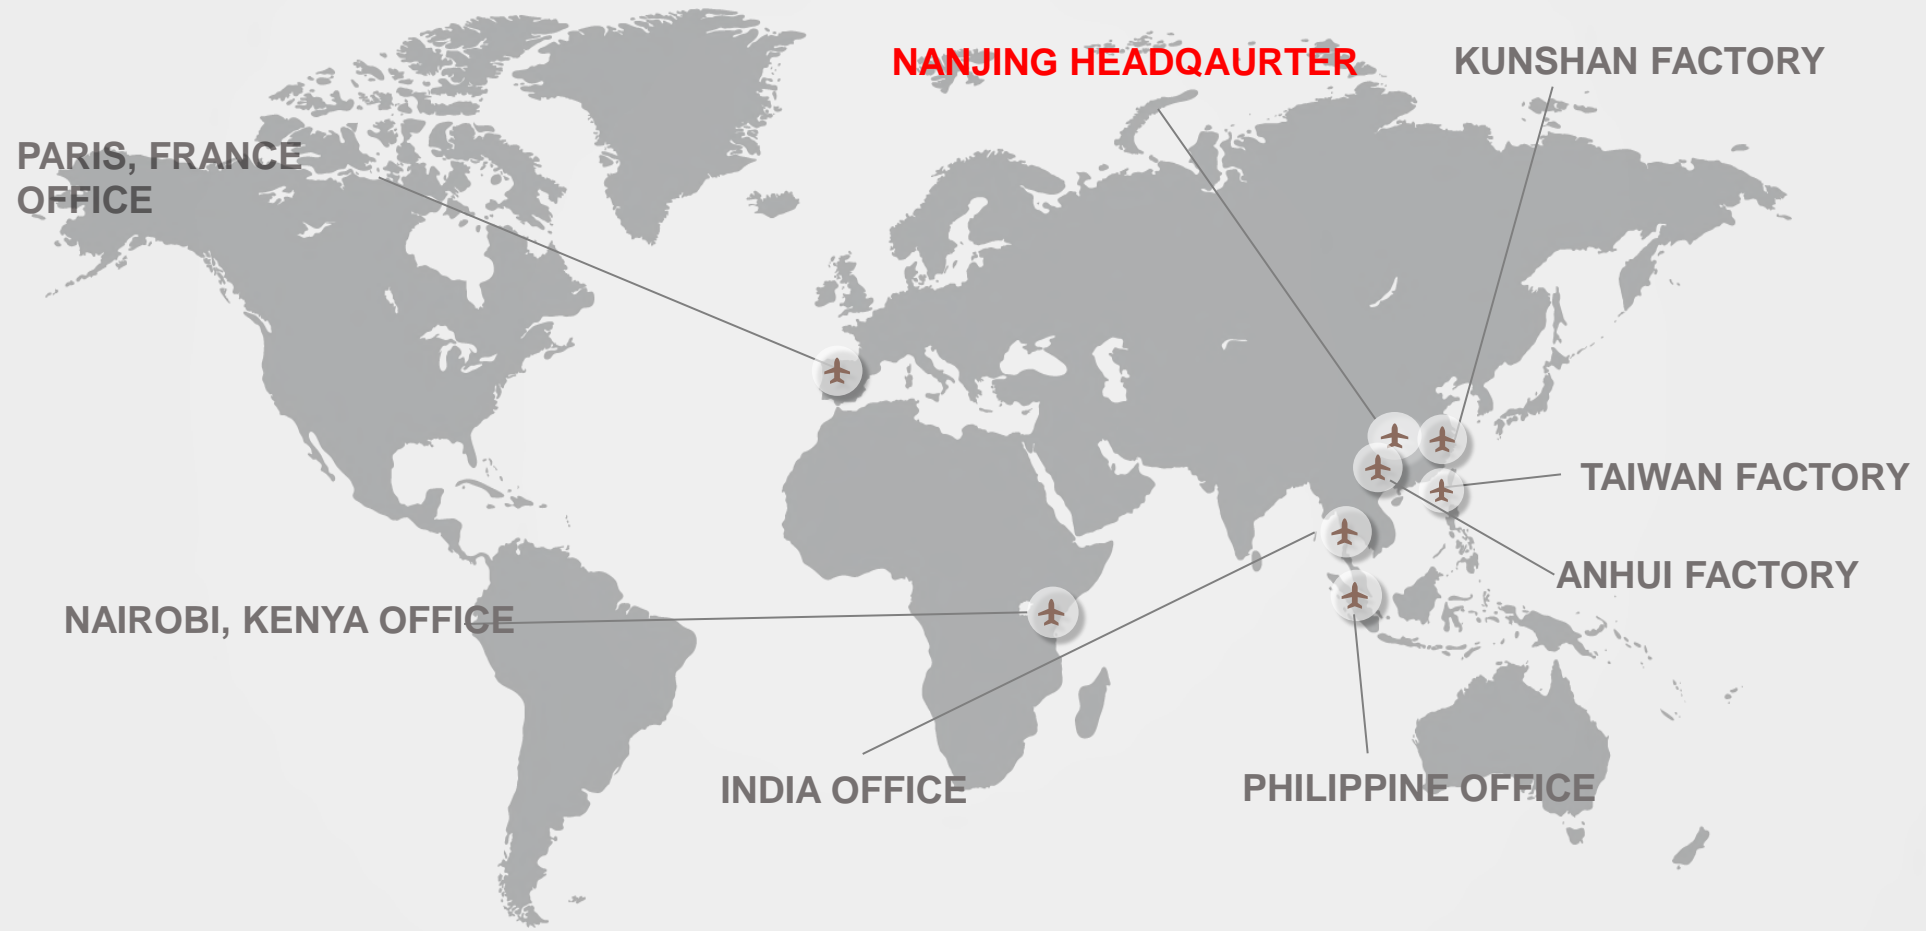 NANJING HEADQAURTER
KUNSHAN FACTORY
PARIS, FRANCE
OFFICE
TAIWAN FACTORY
ANHUI FACTORY
NAIROBI, KENYA OFFICE
INDIA OFFICE
PHILIPPINE OFFICE